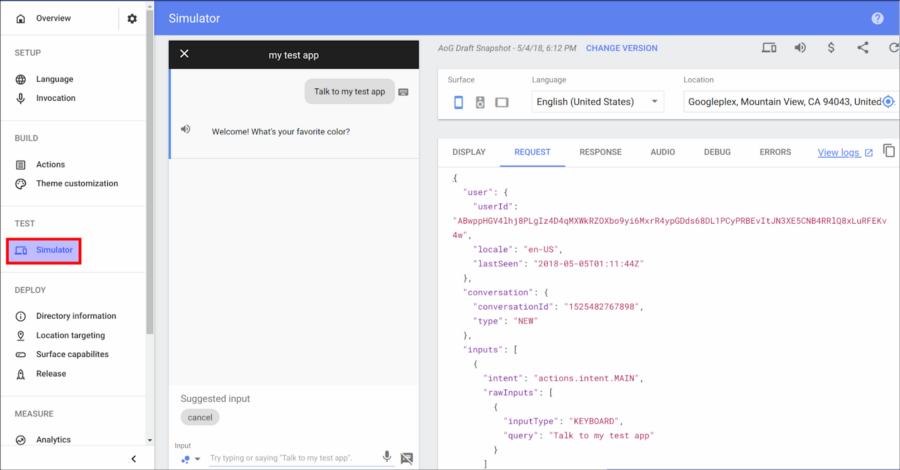 Overview
SETUP
Language
Invocation
BUILD
Actions
Theme customization
TEST
Simulator
DEPLOY
Directory information
Location targeting
Surface capabilites
Release
MEASURE
Analytics
Simulator
my test app
Talk to my test app
Welcome! What's your favorite color?
Suggested input
cancel
Input
Try typing or saying "Talk to my test app".
AoG Draft Snapshot - 5/4/18, 6:12 PM CHANGE VERSION
Surface
Language
English (United States)
Location
Googleplex, Mountain View, CA 94043, United
DISPLAY REQUEST RESPONSE AUDIO DEBUG ERRORS View logs
{
"user": {
"userId":
"ABwppHGV4lhj8PLgIz4D4qMXWkRZOXbo9yi6MxrR4ypGDds68DL1PCyPRBEvItJN3XE5CNB4RRlQ8xLuRFEKv
4w",
"locale": "en-US",
"lastSeen": "2018-05-05T01:11:44Z"
},
"conversation": {
"conversationId": "1525482767898",
"type": "NEW"
},
"inputs": [
{
"intent": "actions.intent.MAIN",
"rawInputs": [
{
"inputType": "KEYBOARD",
"query": "Talk to my test app"
}
]